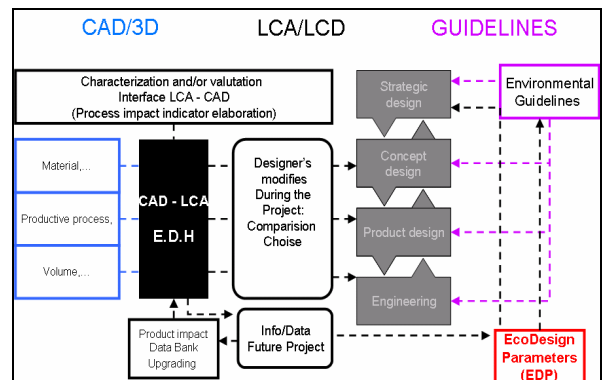 CAD/3D
LCA/LCD
GUIDELINES
Characterization and/or valutation
Interface LCA - CAD
(Process impact indicator elaboration)
Strategic
design
Environmental
Guidelines
Material,...
Productive process,
Volume,...
CAD - LCA
E.D.H
Designer's
modifies
During the
Project:
Comparision
Choise
Concept
design
Product design
Engineering
Product impact
Data Bank
Upgrading
Info/Data
Future Project
EcoDesign
Parameters
(EDP)